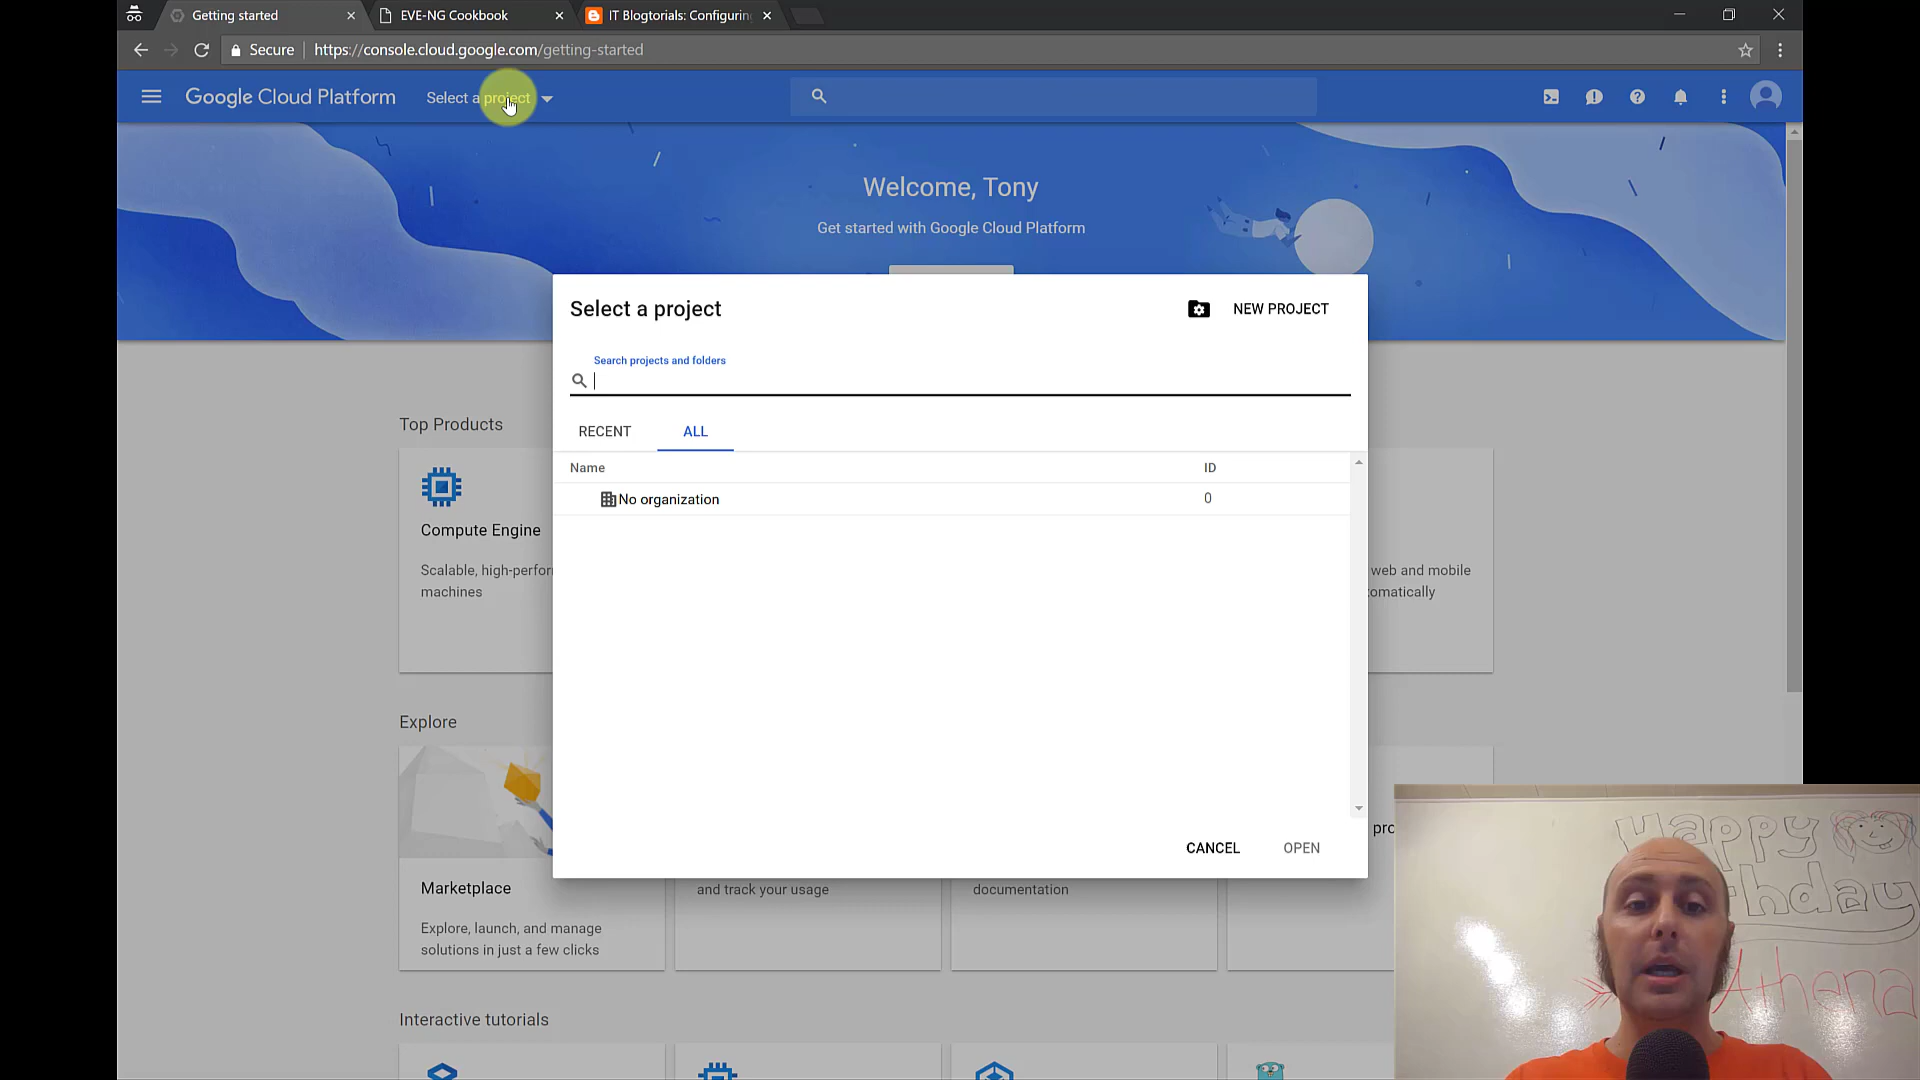 Getting started
EVE-NG Cookbook
IT Blogtorials: Configurin
Secure
https://console.cloud.google.com/getting-started
Google Cloud Platform
Select a project
Welcome, Tony
Get started with Google Cloud Platform
Select a project
NEW PROJECT
Search projects and folders
RECENT
ALL
Name
ID
No organization
0
CANCEL
OPEN
Top Products
Compute Engine
Scalable, high-perfor
machines
web and mobile
omatically
Explore
Marketplace
Explore, launch, and manage
solutions in just a few clicks
and track your usage
documentation
pro
Interactive tutorials
Happy
thday
Athena